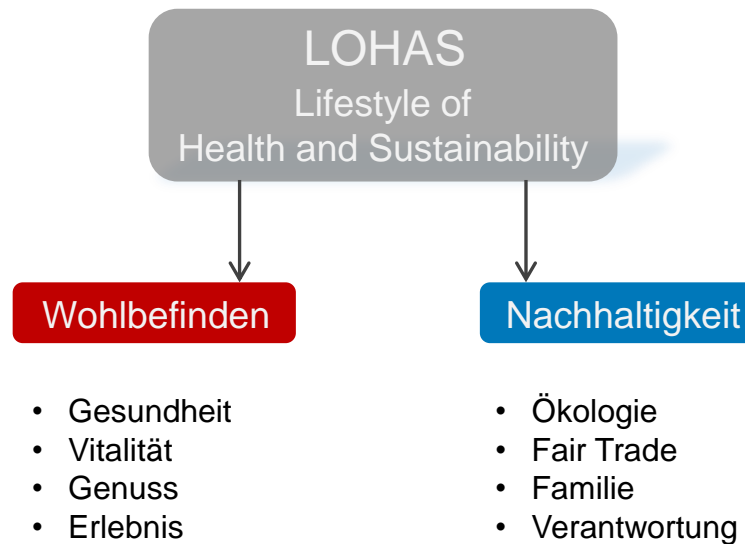 LOHAS
Lifestyle of
Health and Sustainability
Wohlbefinden
• Gesundheit
• Vitalität
• Genuss
• Erlebnis
Nachhaltigkeit
• Ökologie
• Fair Trade
• Familie
• Verantwortung